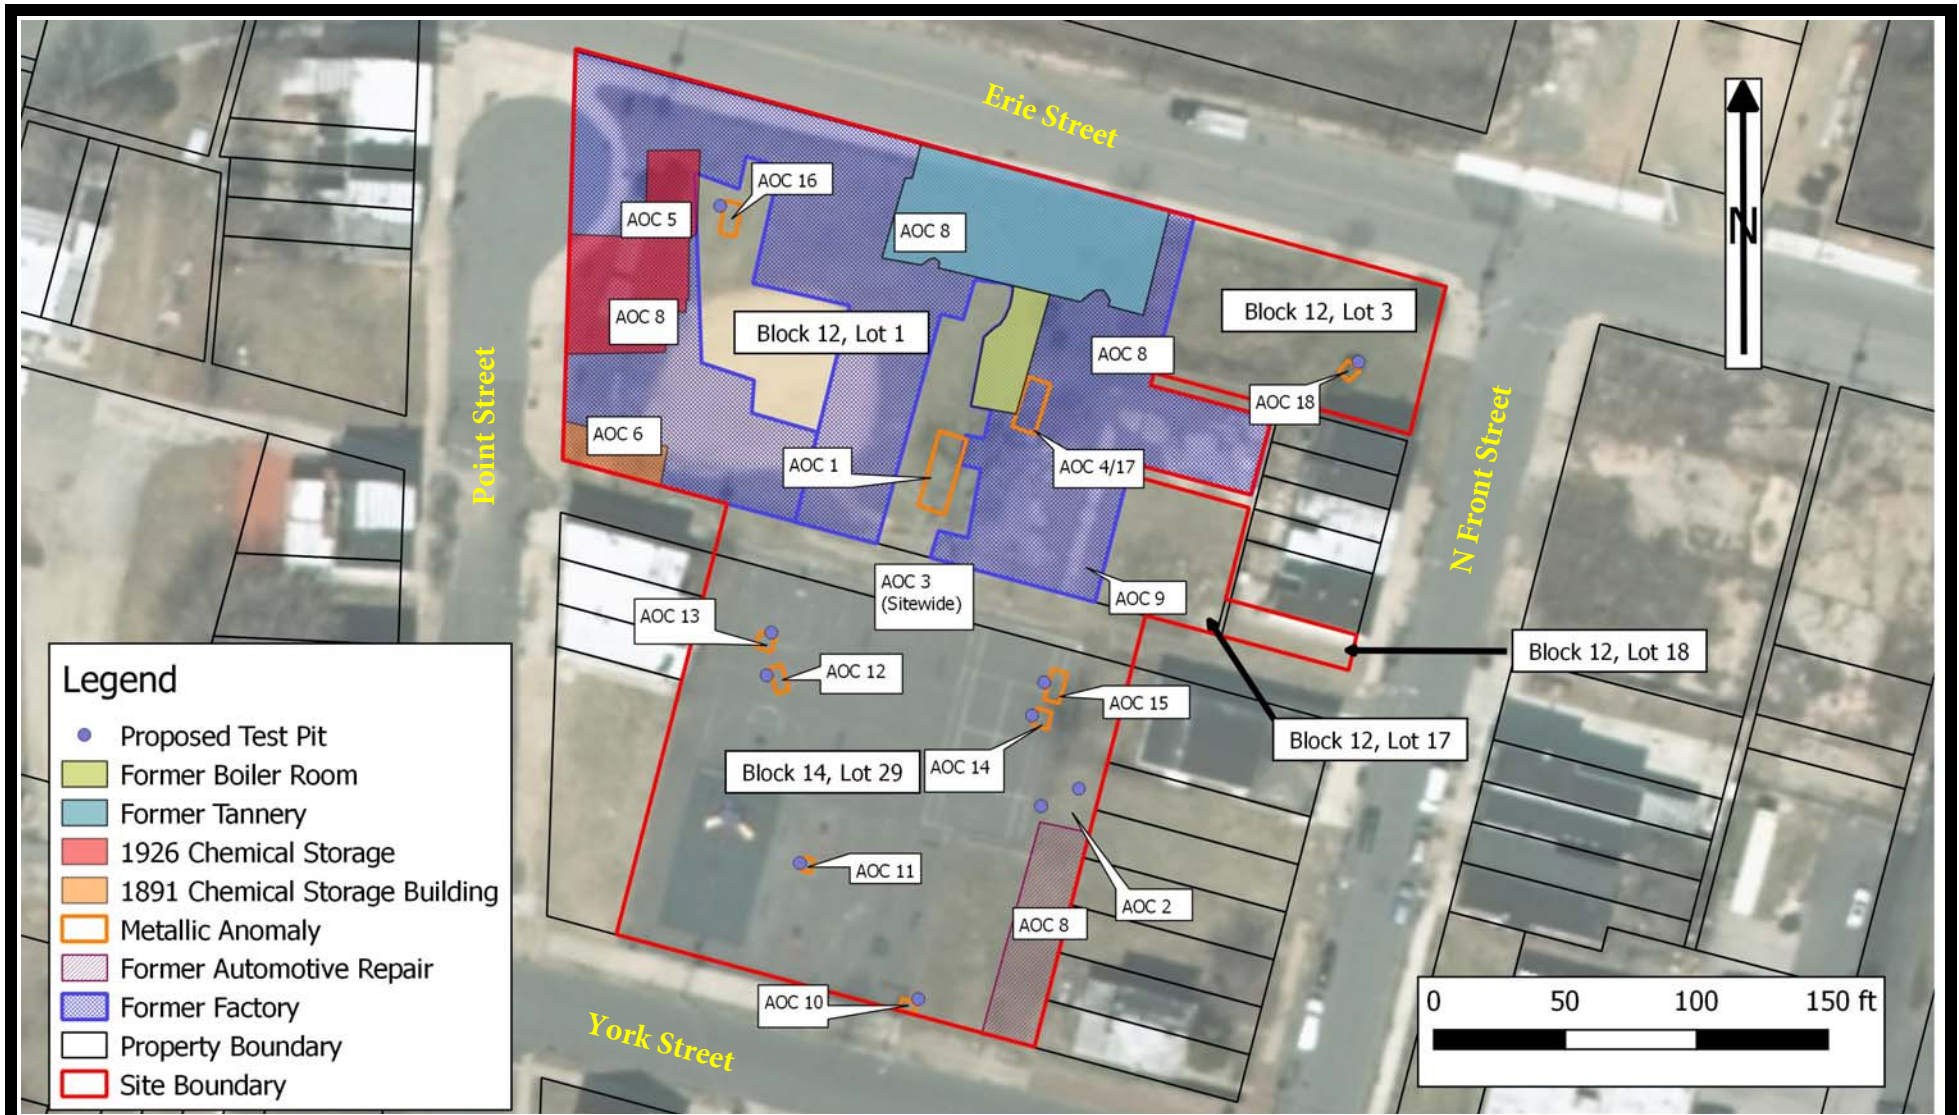 Erie Street
AOC 16
AOC 5
AOC 8
N
AOC 8
Block 12, Lot 1
Block 12, Lot 3
AOC 8
AOC 18
Point Street
N Front Street
AOC 6
AOC 1
AOC 4/17
AOC 3
(Sitewide)
AOC 9
AOC 13
AOC 12
Block 12, Lot 18
AOC 15
Block 12, Lot 17
Block 14, Lot 29
AOC 14
AOC 11
AOC 2
AOC 8
AOC 10
York Street
Legend
Proposed Test Pit
Former Boiler Room
Former Tannery
1926 Chemical Storage
1891 Chemical Storage Building
Metallic Anomaly
Former Automotive Repair
Former Factory
Property Boundary
Site Boundary
0 50 100 150 ft